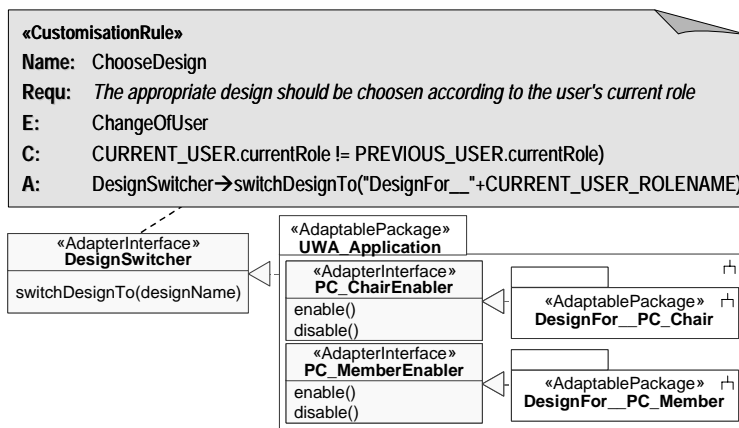 «CustomisationRule»
Name: ChooseDesign
Requ: The appropriate design should be choosen according to the user's current role
E: ChangeOfUser
C: CURRENT_USER.currentRole != PREVIOUS_USER.currentRole)
A: DesignSwitcher→switchDesignTo("DesignFor__"+CURRENT_USER_ROLENAME)
«AdapterInterface»
DesignSwitcher
switchDesignTo(designName)
«AdaptablePackage»
UWA_Application
«AdapterInterface»
PC_ChairEnabler
enable()
disable()
«AdaptablePackage»
DesignFor__PC_Chair
«AdapterInterface»
PC_MemberEnabler
enable()
disable()
«AdaptablePackage»
DesignFor__PC_Member